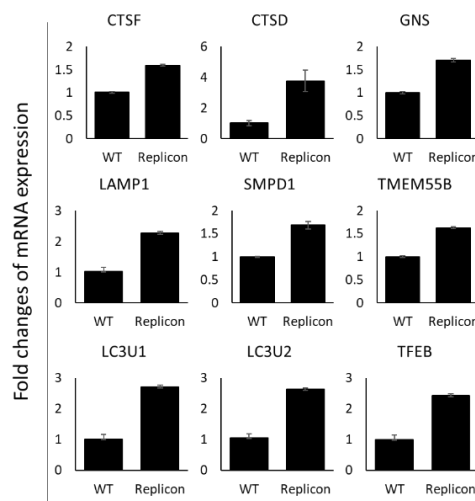 Fold changes of mRNA expression
CTSF
2
1.5
1
0.5
0
WT Replicon
CTSD
6
4
2
0
WT Replicon
GNS
2
1.5
1
0.5
0
WT Replicon
LAMP1
3
2
1
0
WT Replicon
SMPD1
2
1.5
1
0.5
0
WT Replicon
TMEM55B
2
1.5
1
0.5
0
WT Replicon
LC3U1
3
2
1
0
WT Replicon
LC3U2
3
2
1
0
WT Replicon
TFEB
3
2
1
0
WT Replicon